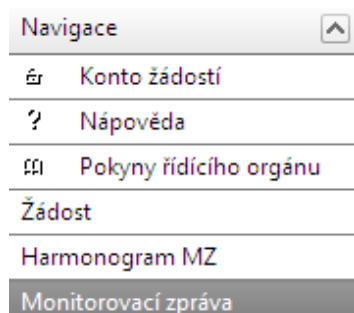 Navigace
Konto žádostí
? Nápověda
Pokyny řídícího orgánu
Žádost
Harmonogram MZ
Monitorovací zpráva